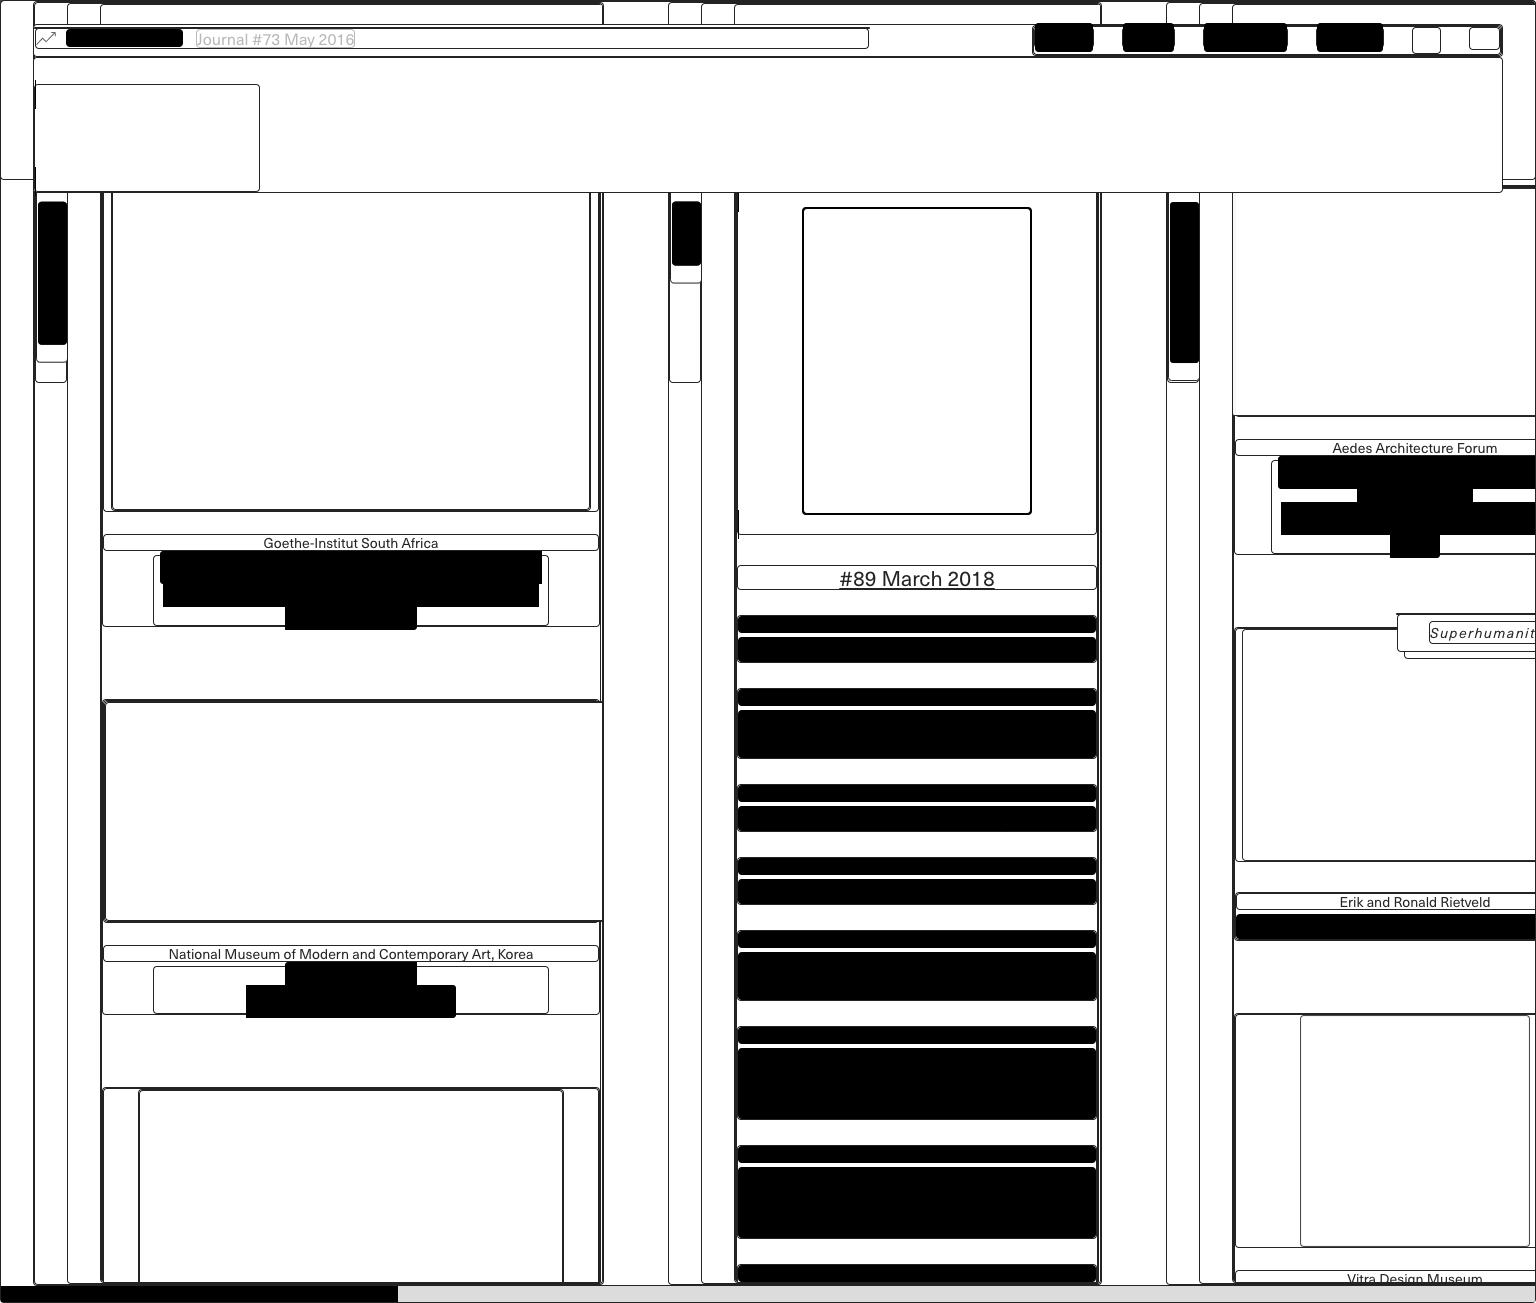 Journal #73 May 2016
Goethe-Institut South Africa
National Museum of Modern and Contemporary Art, Korea
#89 March 2018
Aedes Architecture Forum
Erik and Ronald Rietveld
Vitra Design Museum